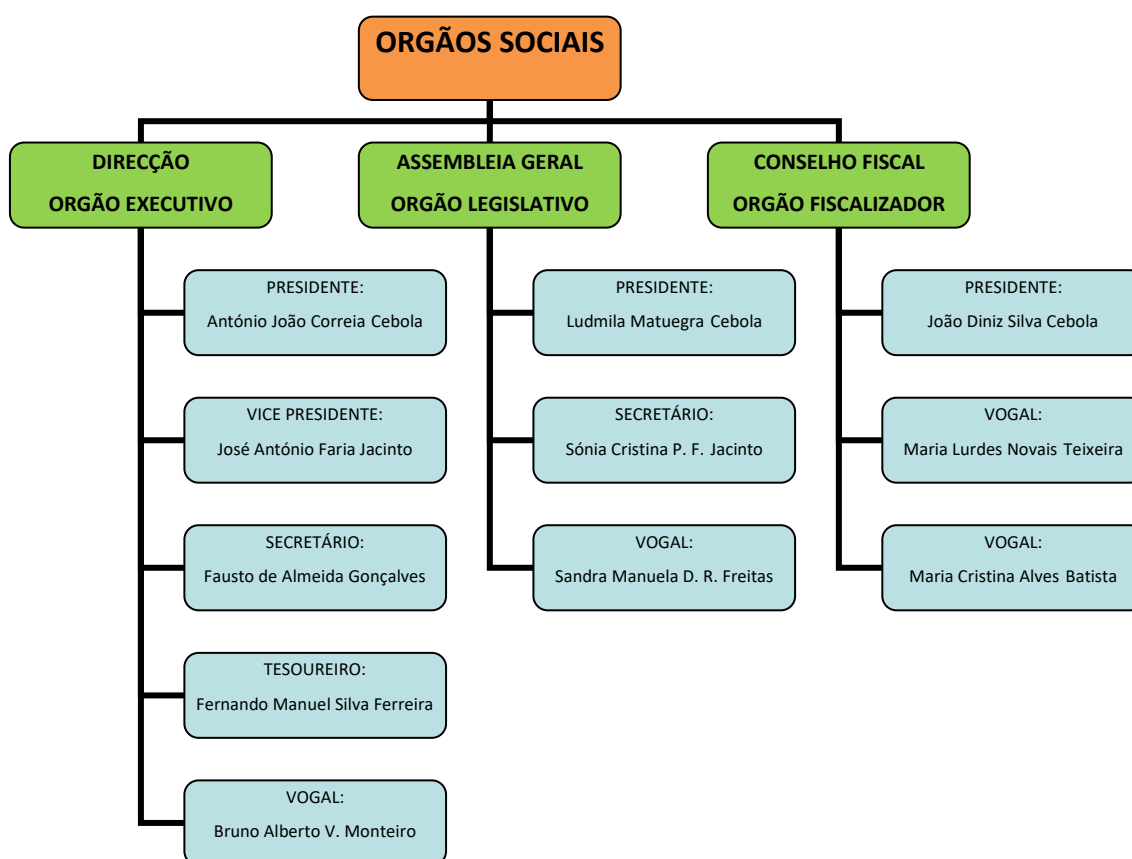 ORGÃOS SOCIAIS
DIRECÇÃO
ORGÃO EXECUTIVO
PRESIDENTE:
António João Correia Cebola
VICE PRESIDENTE:
José António Faria Jacinto
SECRETÁRIO:
Fausto de Almeida Gonçalves
TESOUREIRO:
Fernando Manuel Silva Ferreira
VOGAL:
Bruno Alberto V. Monteiro
ASSEMBLEIA GERAL
ORGÃO LEGISLATIVO
PRESIDENTE:
Ludmila Matuegra Cebola
SECRETÁRIO:
Sónia Cristina P. F. Jacinto
VOGAL:
Sandra Manuela D. R. Freitas
CONSELHO FISCAL
ORGÃO FISCALIZADOR
PRESIDENTE:
João Diniz Silva Cebola
VOGAL:
Maria Lurdes Novais Teixeira
VOGAL:
Maria Cristina Alves Batista